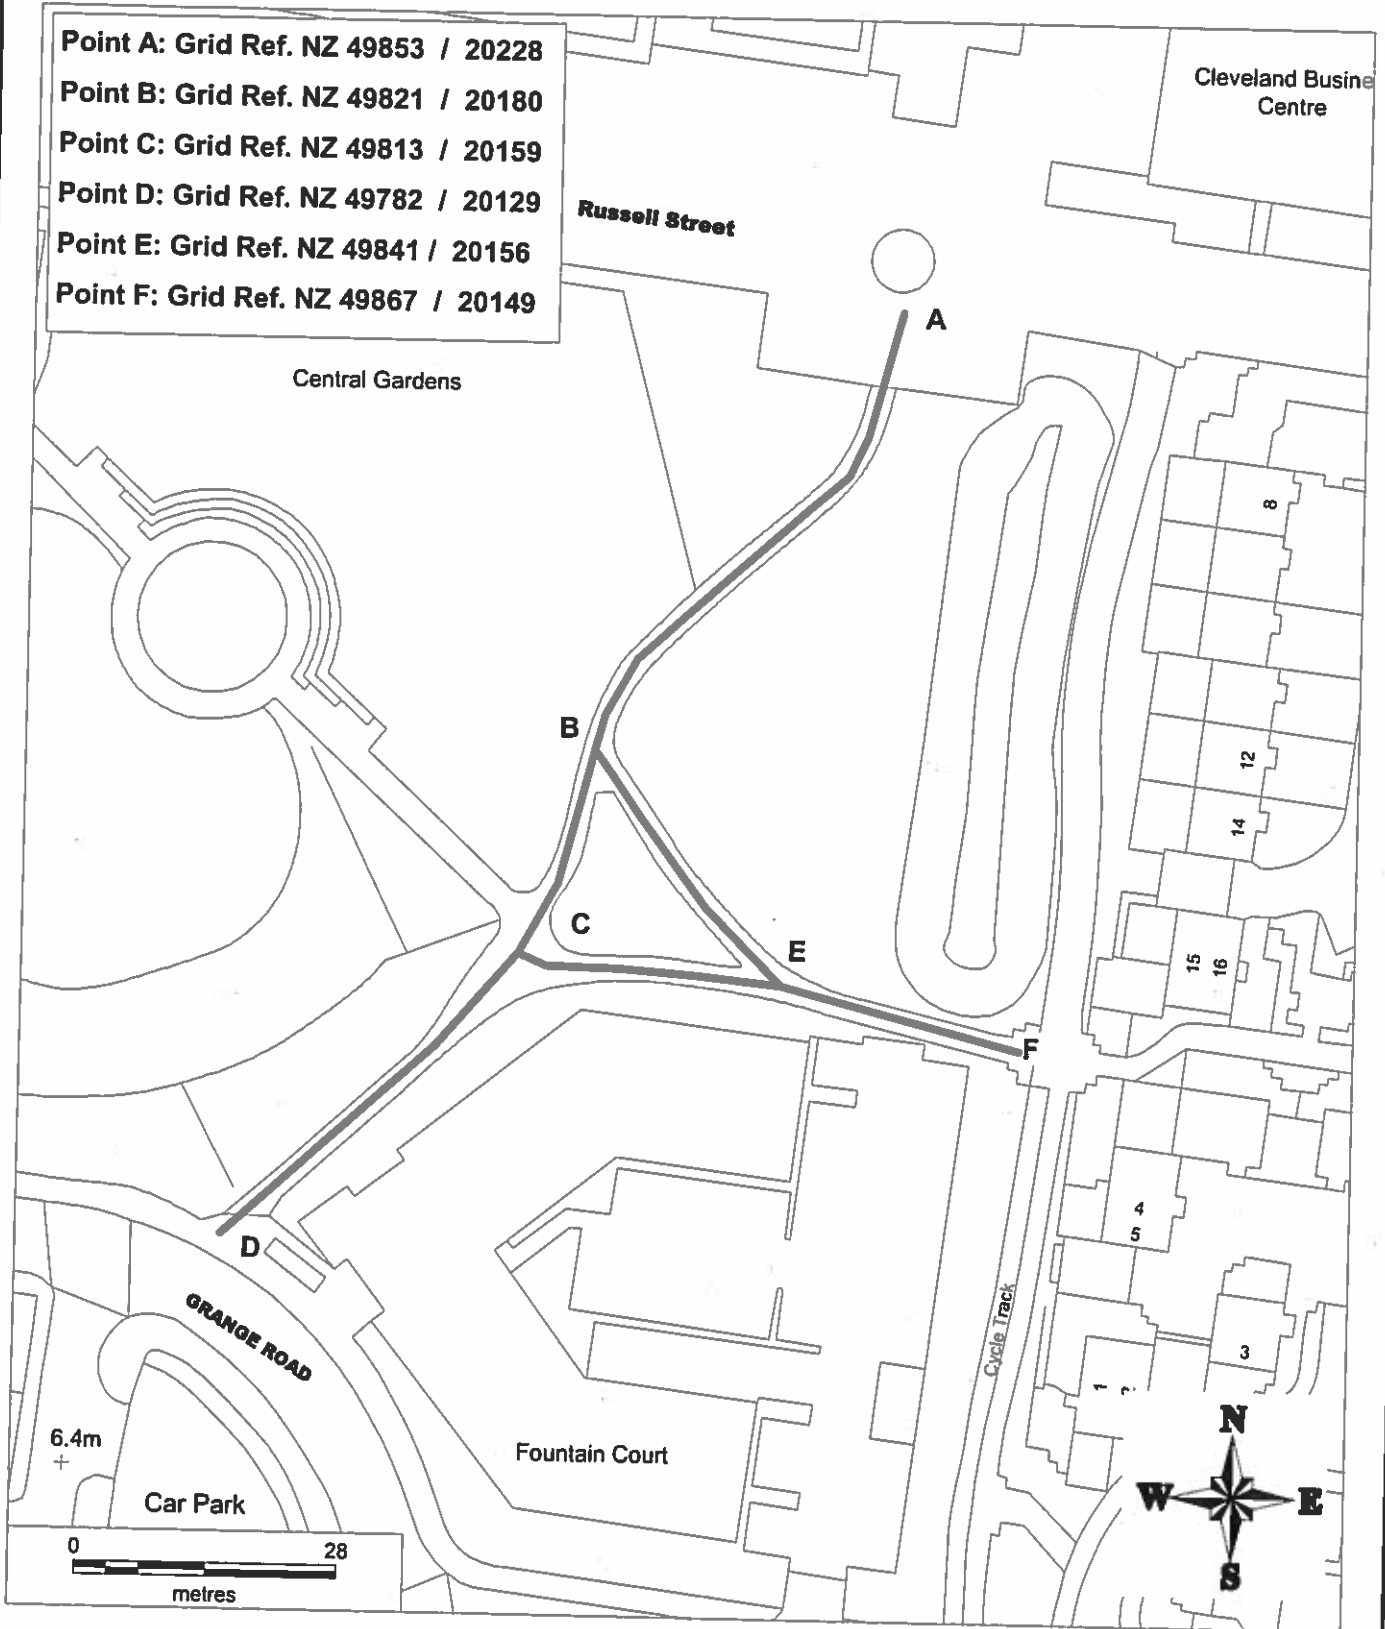 Point A: Grid Ref. NZ 49853 / 20228
Point B: Grid Ref. NZ 49821 / 20180
Point C: Grid Ref. NZ 49813 / 20159
Point D: Grid Ref. NZ 49782 / 20129
Point E: Grid Ref. NZ 49841 / 20156
Point F: Grid Ref. NZ 49867 / 20149
Cleveland Busine
Centre
Russell Street
A
Central Gardens
8
B
12
14
C
E
15
16
F
4
5
D
GRANGE ROAD
Cycle Track
3
1
6.4m
Fountain Court
Car Park
N
W
E
S
0
28
metres